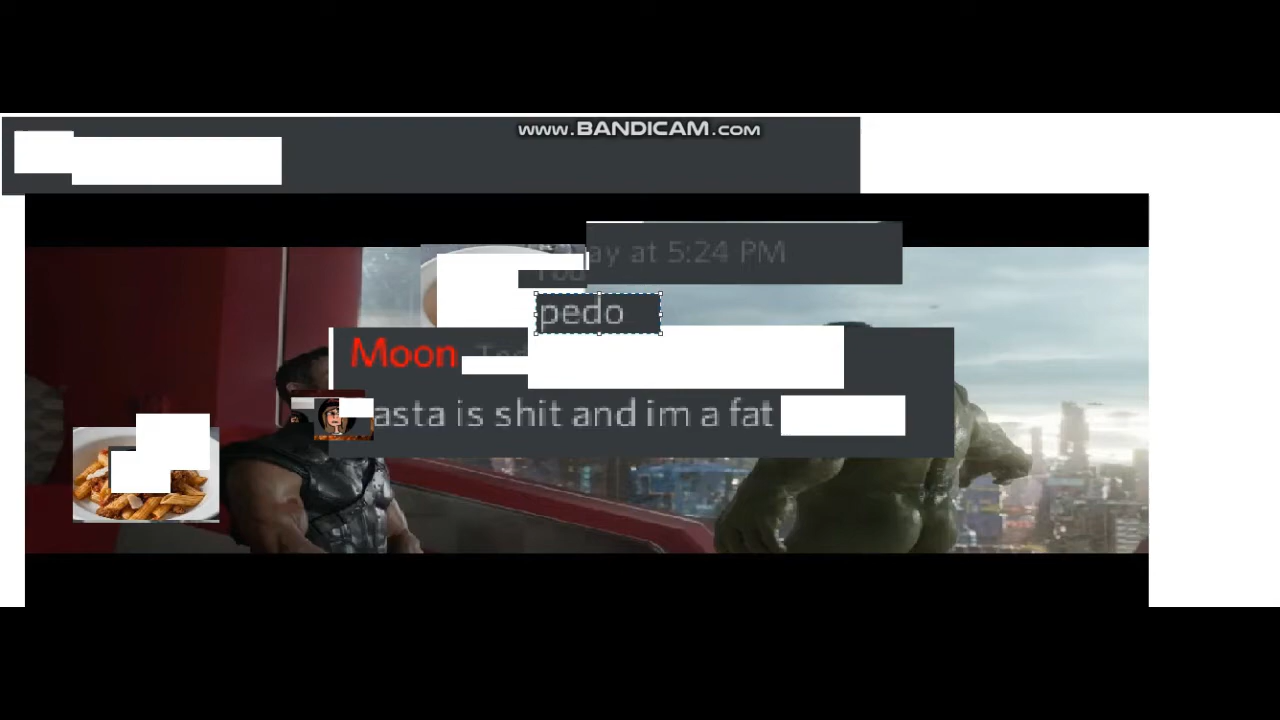 www.BANDICAM.com
ay at 5:24 PM
pedo
Moon
asta is shit and im a fat